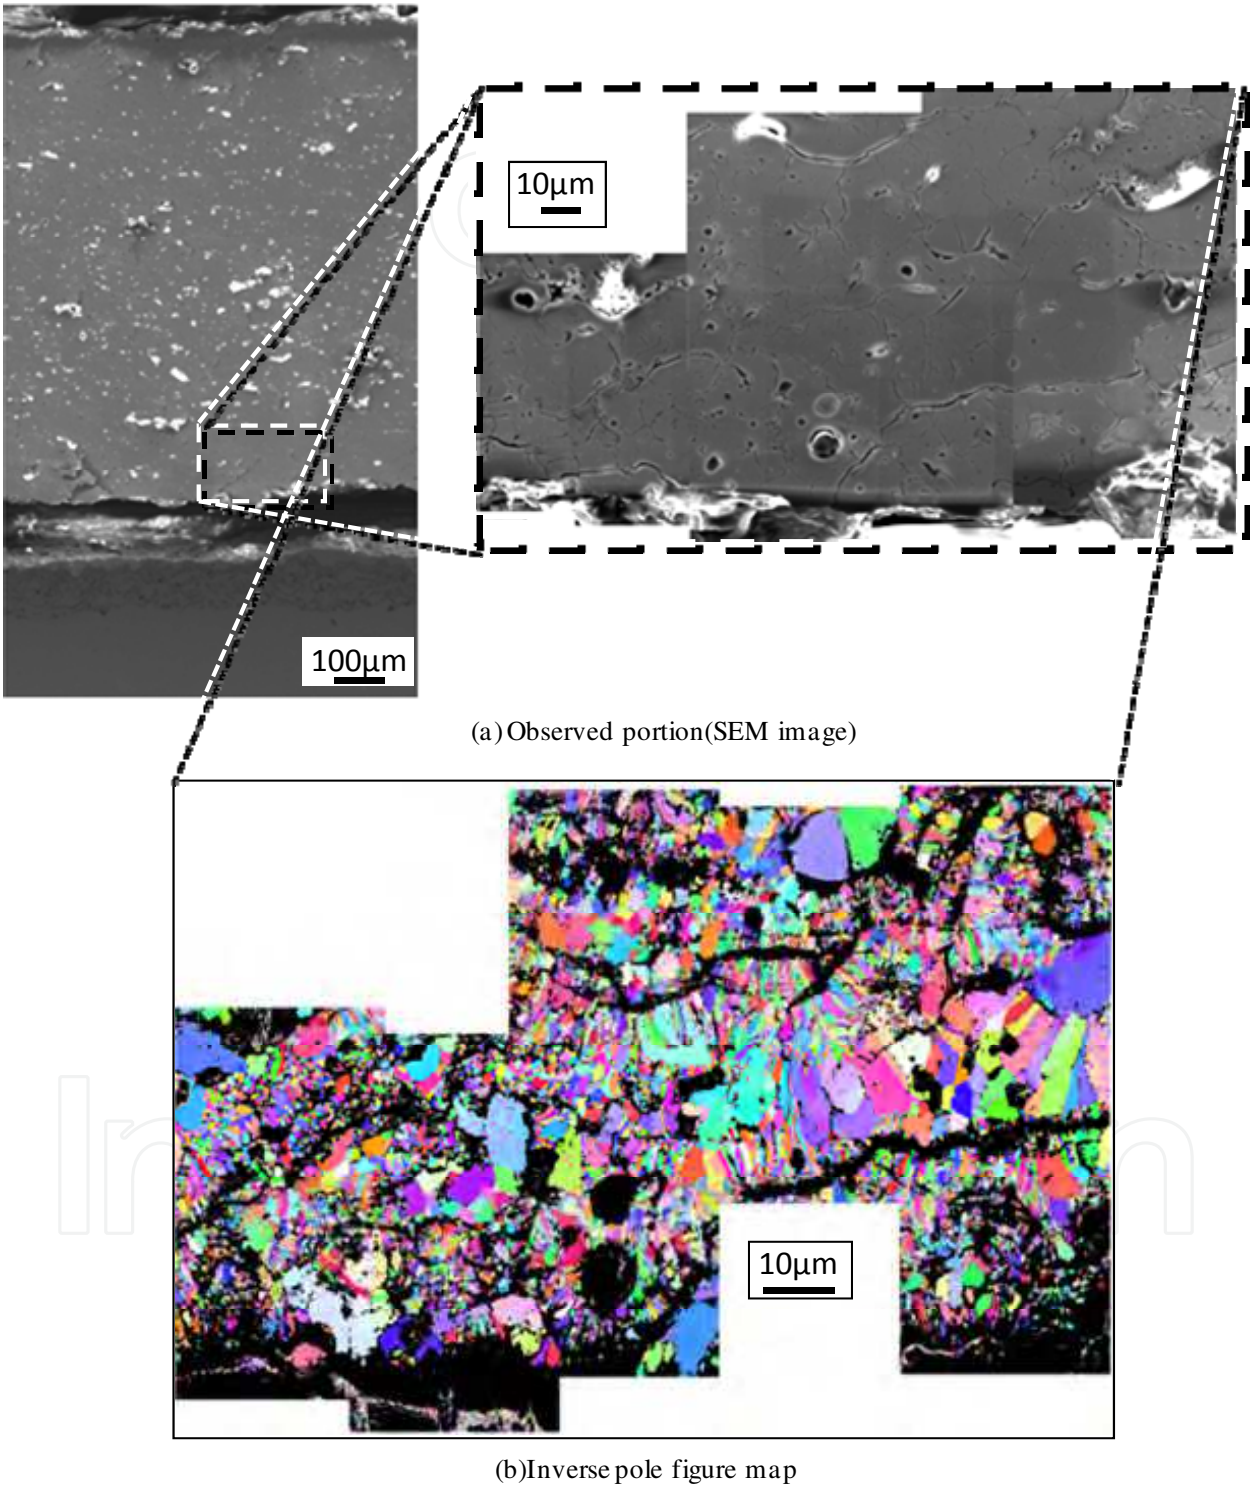 10μm
100μm
(a) Observed portion(SEM image)
10μm
(b)Inverse pole figure map